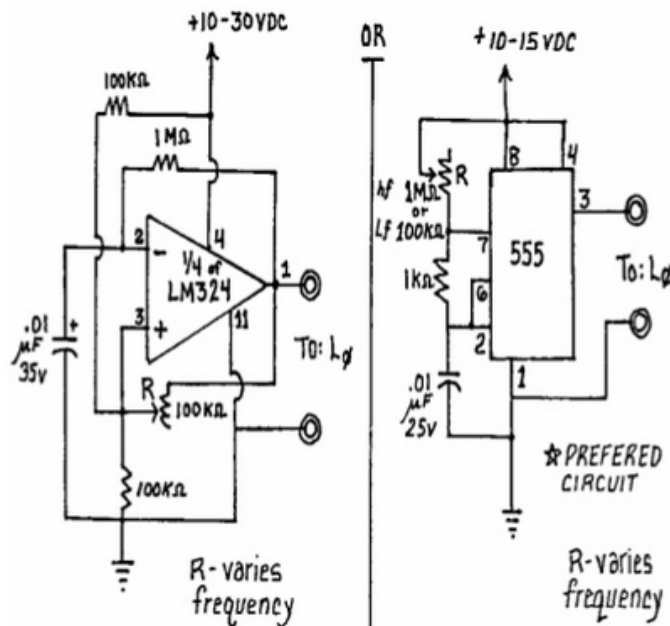 +10-30VDC
100KΩ
1MΩ
2
-
4
1/4 of
LM324
1
3
+
11
.01
μF
35v
+
To: Lø
R
100KΩ
100KΩ
R-varies
frequency
OR
+10-15VDC
8
4
R
hf 1MΩ
or
Lf 100KΩ
7
3
555
1KΩ
6
2
To: Lø
1
.01
μF
25V
☆ PREFERED
CIRCUIT
R-varies
frequency